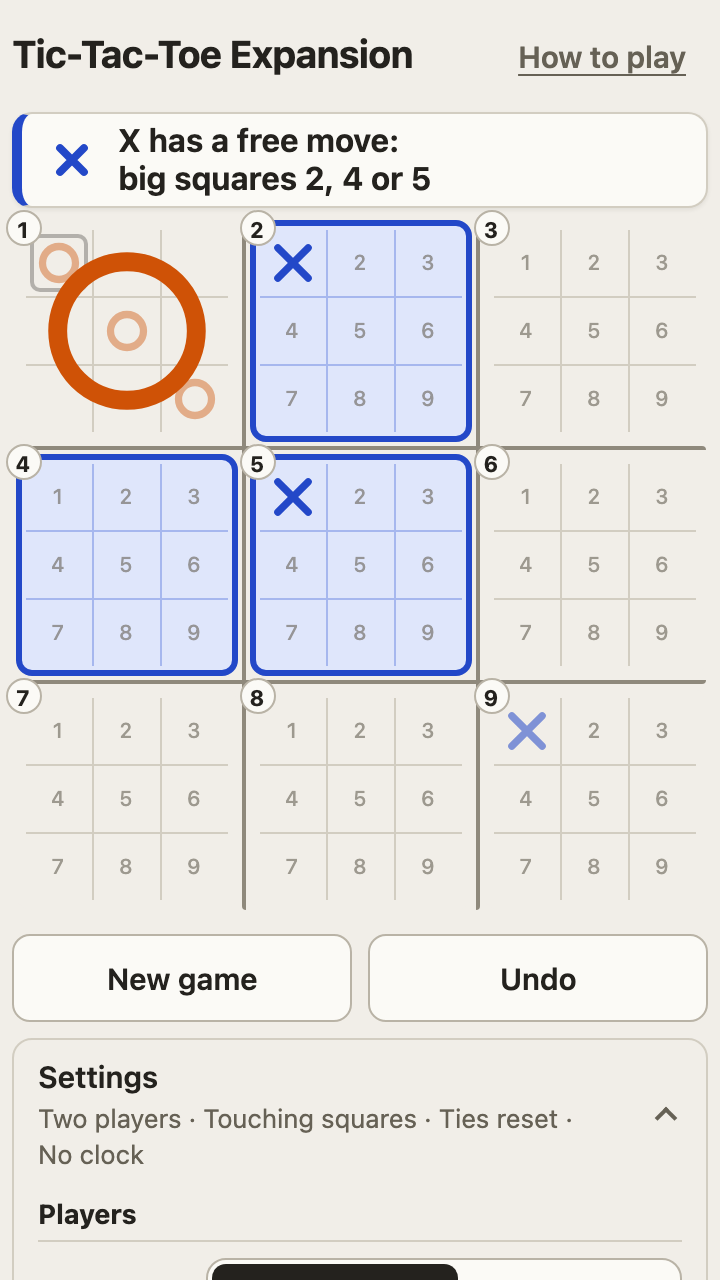 Tic-Tac-Toe Expansion How to play
X has a free move:
big squares 2, 4 or 5
1 2 3
2 3 1 2 3
4 5 6 4 5 6
7 8 9 7 8 9
4 5 6
1 2 3 2 3 1 2 3
4 5 6 4 5 6 4 5 6
7 8 9 7 8 9 7 8 9
7 8 9
1 2 3 1 2 3 2 3
4 5 6 4 5 6 4 5 6
7 8 9 7 8 9 7 8 9
New game Undo
Settings
Two players · Touching squares · Ties reset ·
No clock
Players